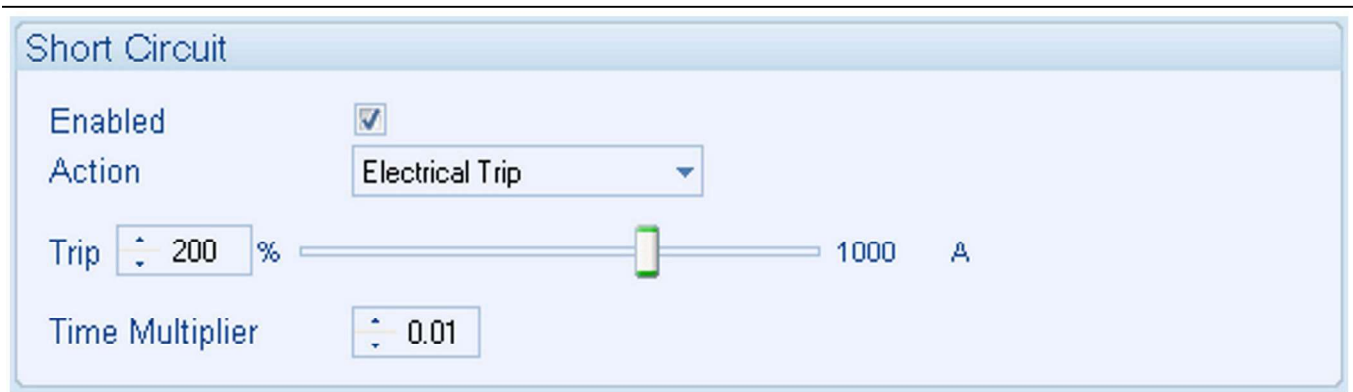 Short Circuit
Enabled
Action Electrical Trip
Trip 200 % 1000 A
Time Multiplier 0.01